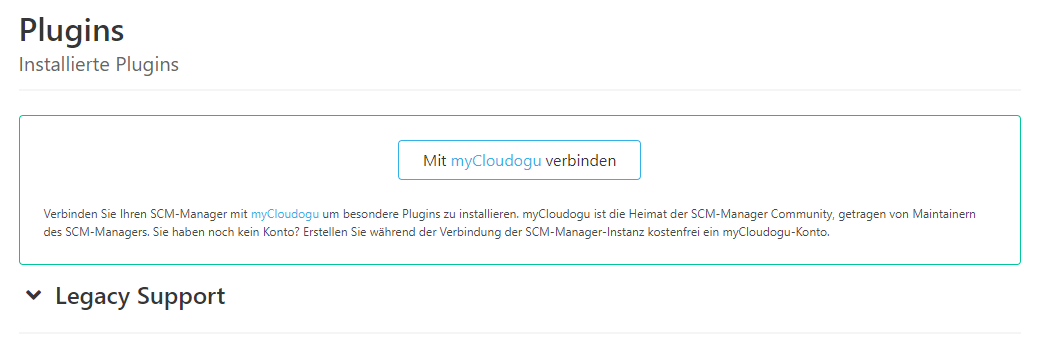 Plugins
Installierte Plugins
Mit myCloudogu verbinden
Verbinden Sie Ihren SCM-Manager mit myCloudogu um besondere Plugins zu installieren. myCloudogu ist die Heimat der SCM-Manager Community, getragen von Maintainern
des SCM-Managers. Sie haben noch kein Konto? Erstellen Sie während der Verbindung der SCM-Manager-Instanz kostenfrei ein myCloudogu-Konto.
Legacy Support